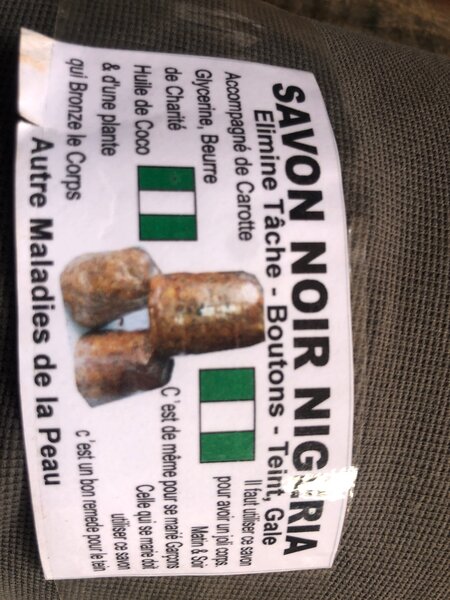 SAVON NOIR NIGERIA
Elimine Tâche - Boutons - Teint, Gale
Accompagné de Carotte
Glycerine, Beurre
de Charité
Huile de Coco
& d'une plante
qui Bronze le Corps
Il faut utiliser ce savon
pour avoir un joli corps.
Matin & Soir
C'est de même pour se marié Garçons
Celle qui se marie doit
utiliser ce savon
c'est un bon remede pour le tein
Autre Maladies de la Peau